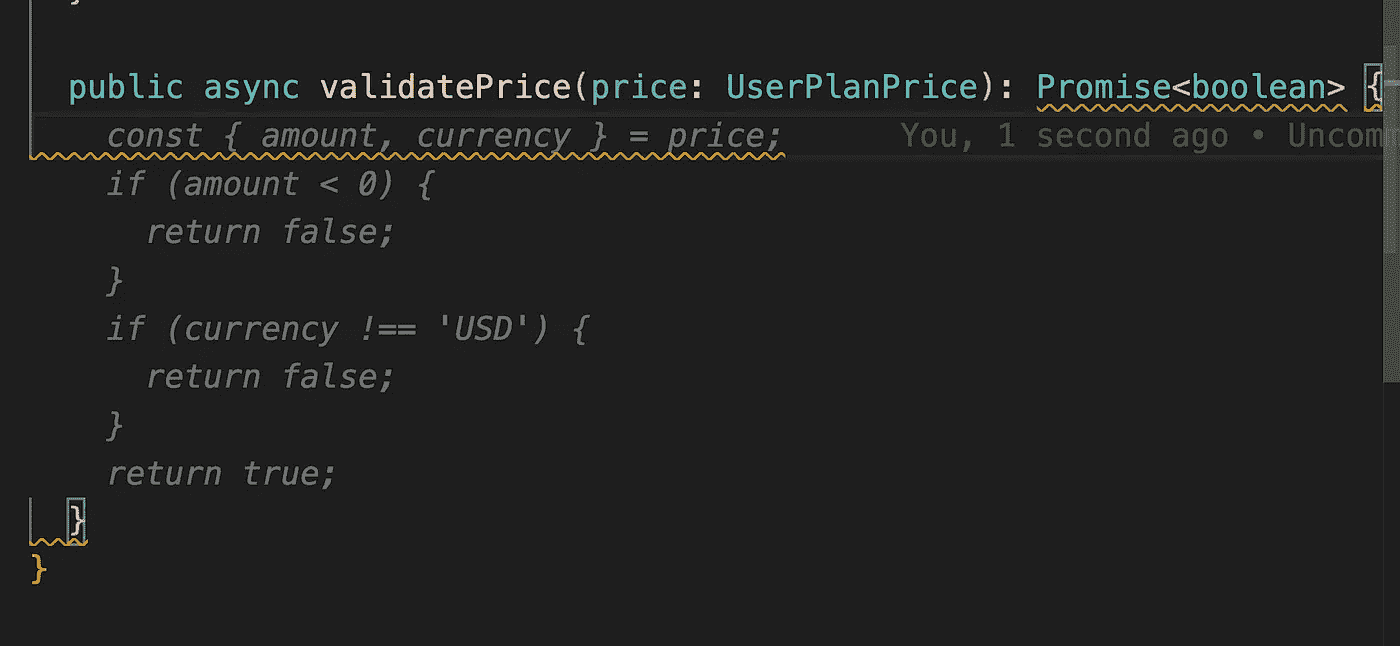 }
public async validatePrice(price: UserPlanPrice): Promise<boolean> {
const { amount, currency } = price; You, 1 second ago • Uncom
if (amount < 0) {
return false;
}
if (currency !== 'USD') {
return false;
}
return true;
}
}